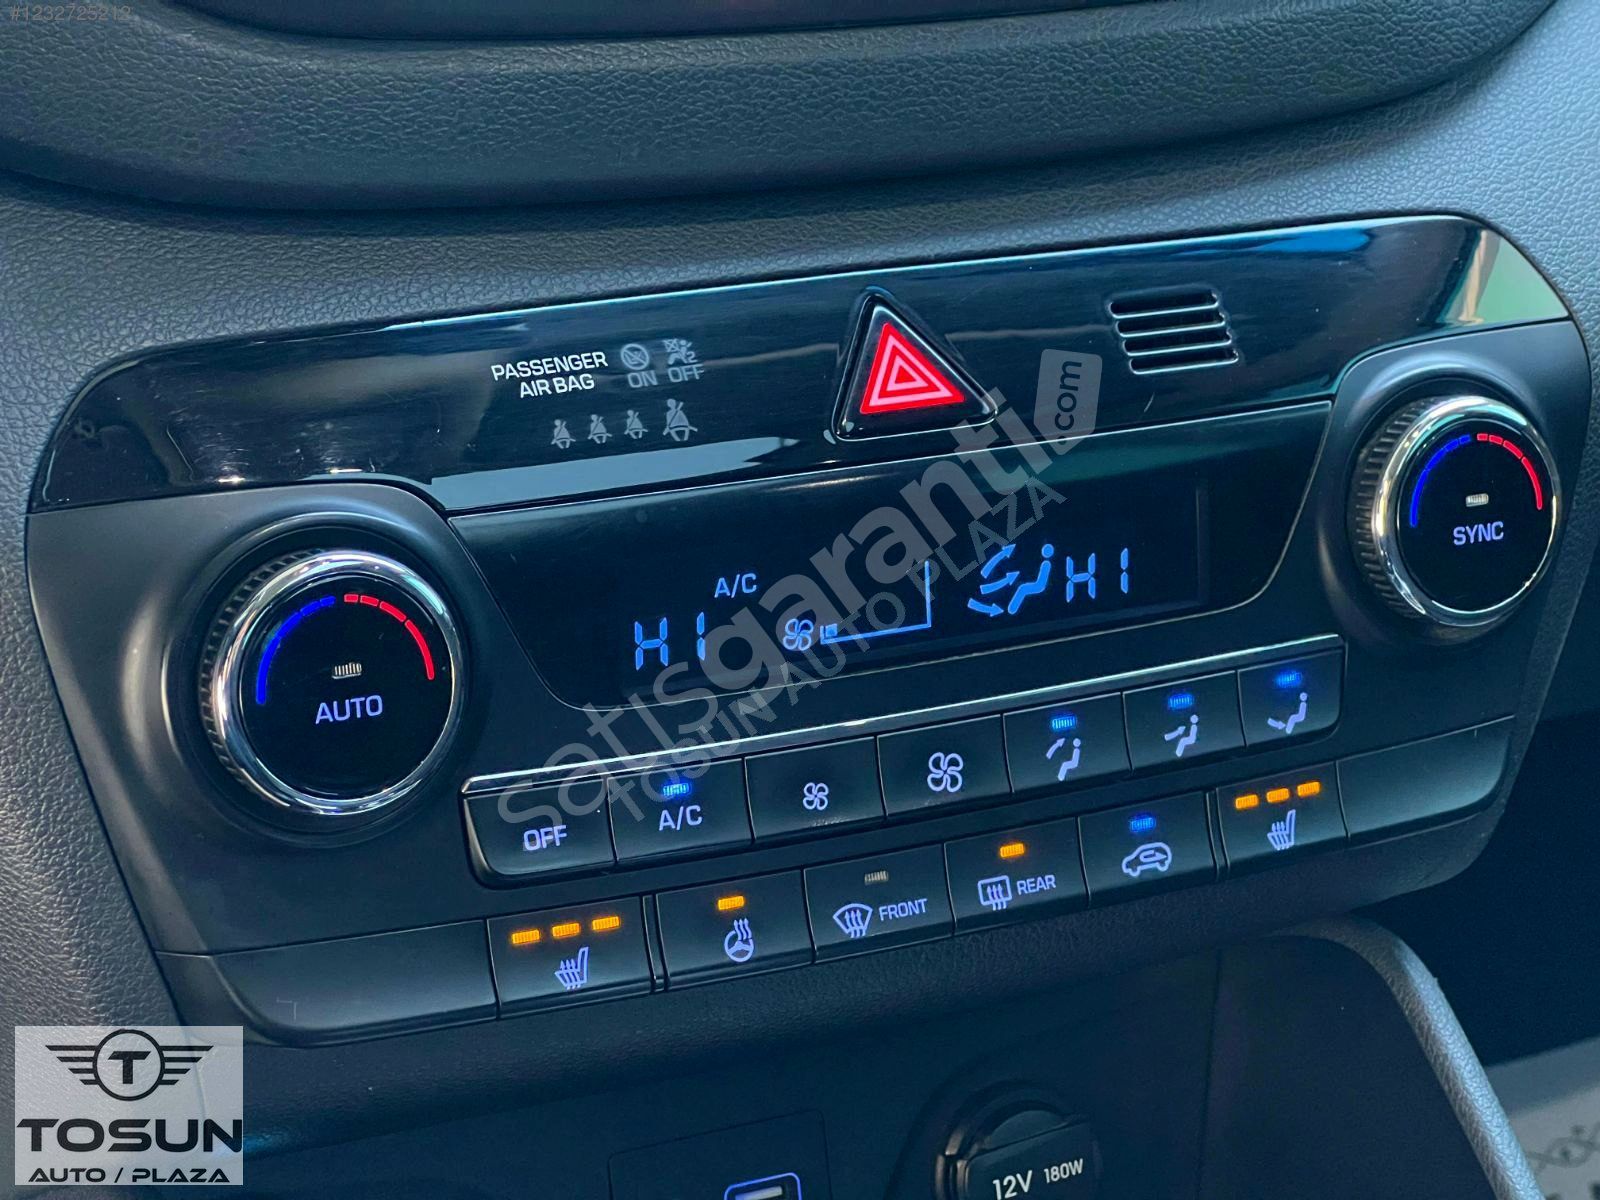 #1232725212
PASSENGER
AIR BAG
ON OFF
2
satisgaranti.com
TOSUN AUTO / PLAZA
A/C
HI
HI
AUTO
SYNC
OFF
A/C
FRONT
REAR
12V 180W
T
TOSUN
AUTO / PLAZA